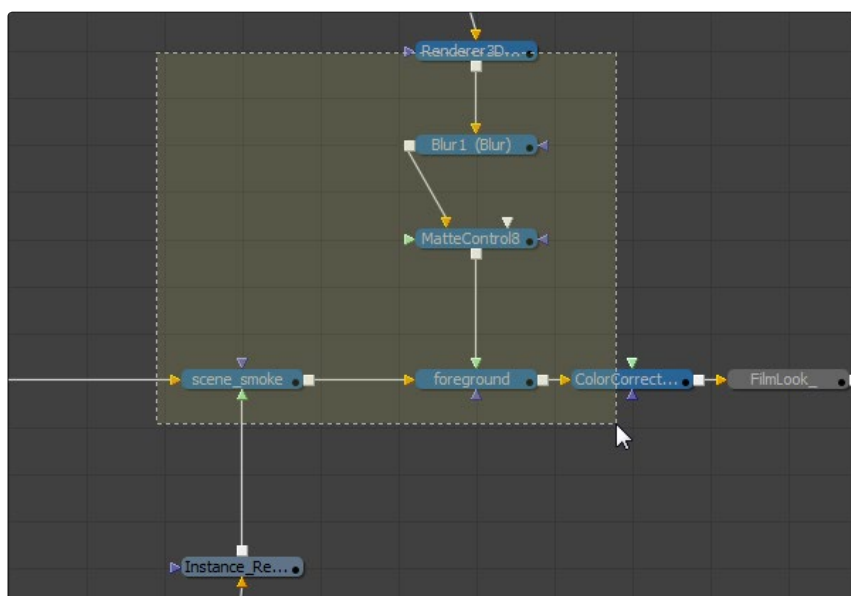 Renderer3D...
Blur1 (Blur)
MatteControl8
scene_smoke
foreground
ColorCorrect...
FilmLook_
Instance_Re...